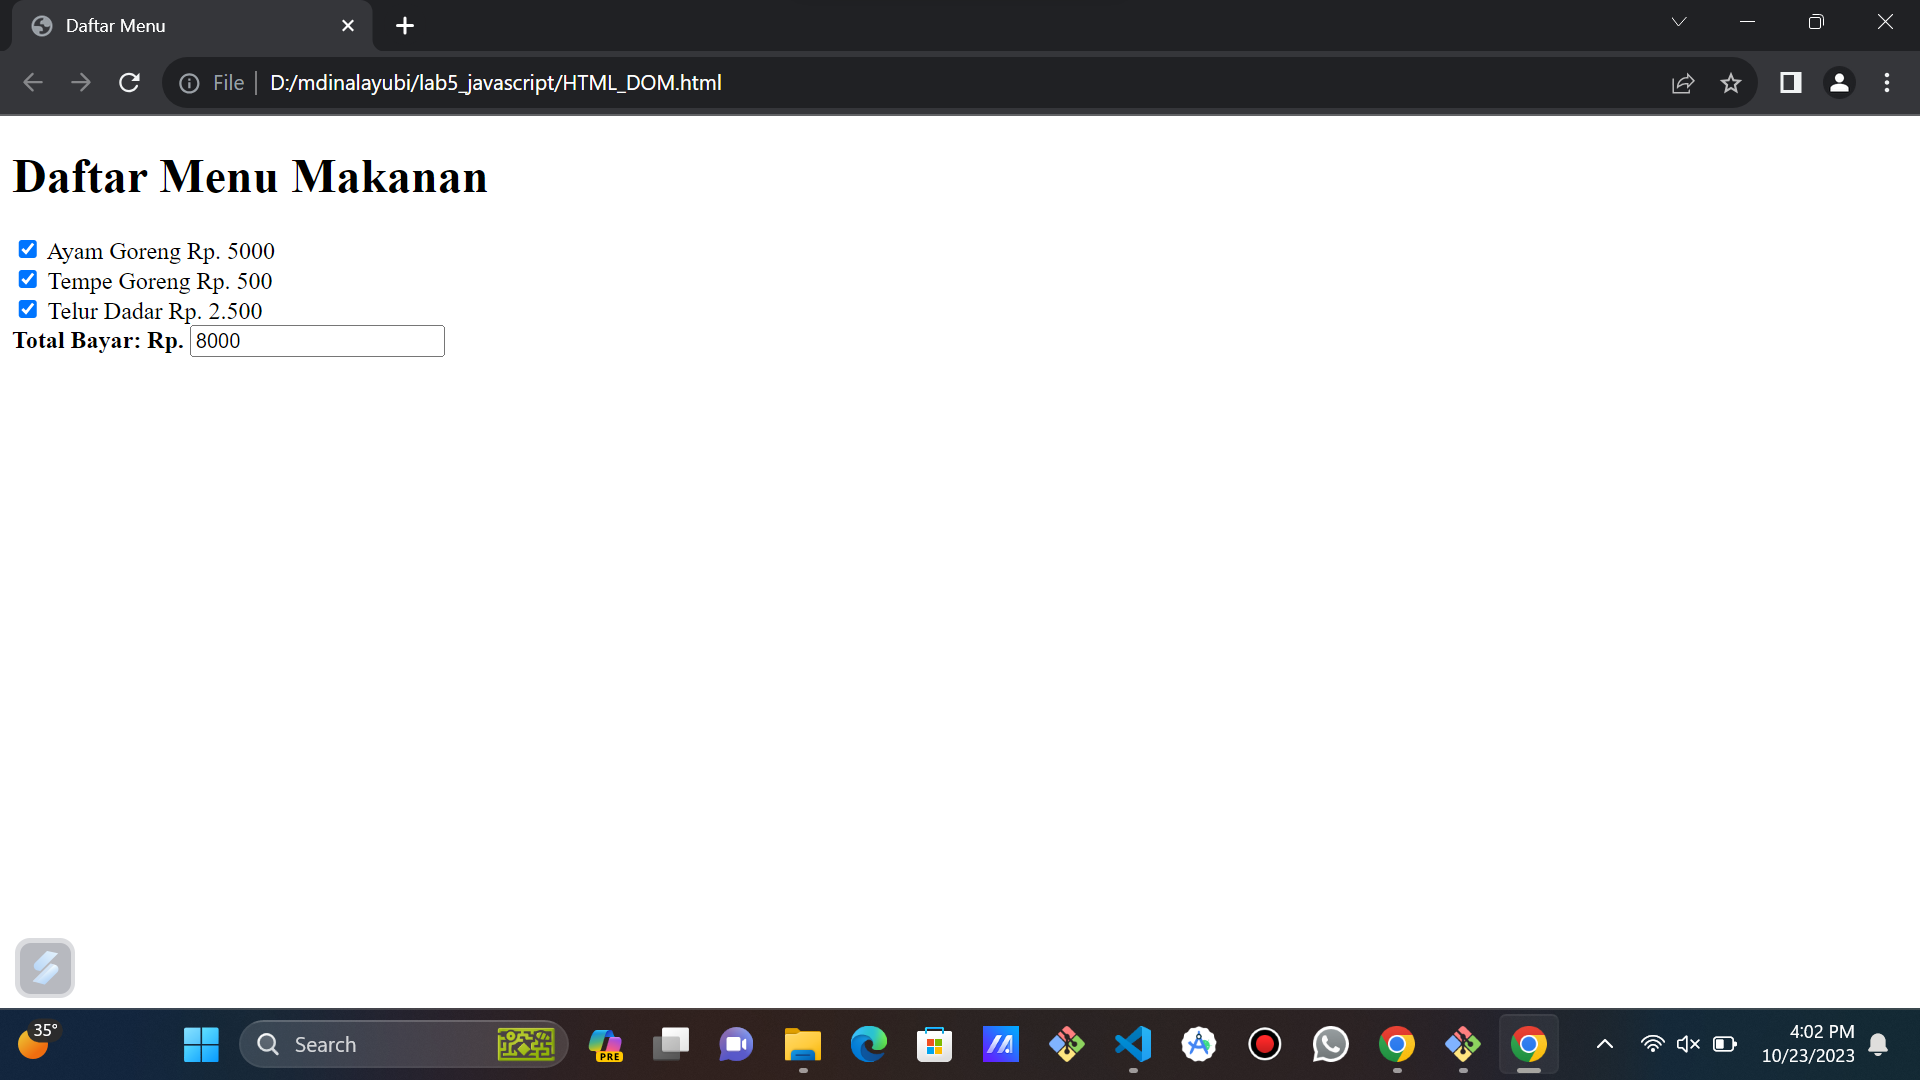 Daftar Menu
File D:/mdinalayubi/lab5_javascript/HTML_DOM.html
Daftar Menu Makanan
Ayam Goreng Rp. 5000
Tempe Goreng Rp. 500
Telur Dadar Rp. 2.500
Total Bayar: Rp. 8000
35°
Search
PRE
4:02 PM
10/23/2023